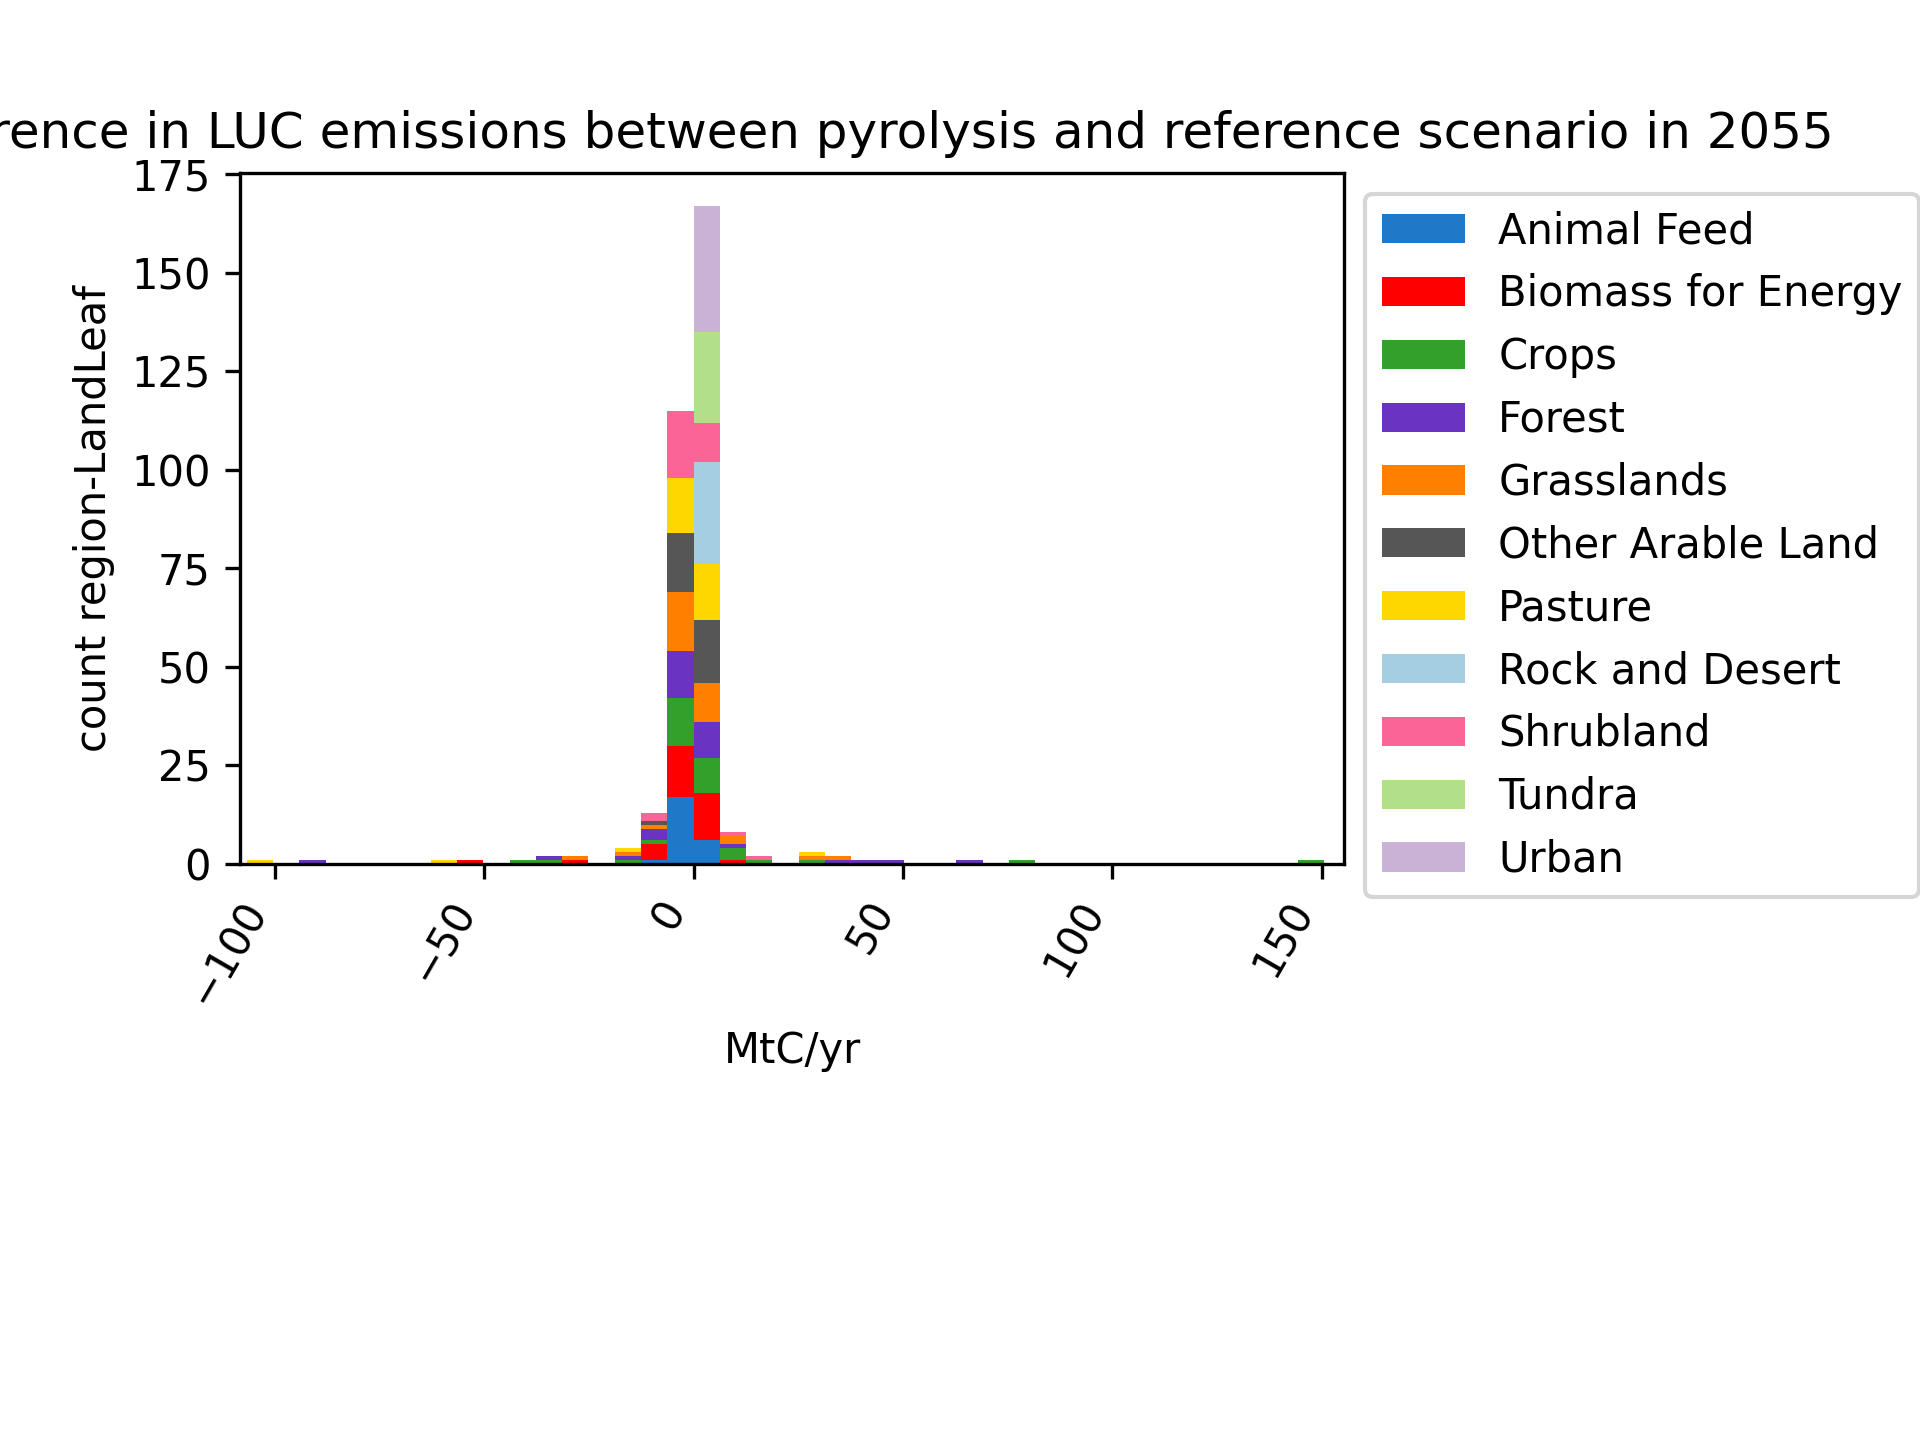 rence in LUC emissions between pyrolysis and reference scenario in 2055
175
150
125
100
75
50
25
0
count region-LandLeaf
−100
−50
0
50
100
150
MtC/yr
Animal Feed
Biomass for Energy
Crops
Forest
Grasslands
Other Arable Land
Pasture
Rock and Desert
Shrubland
Tundra
Urban